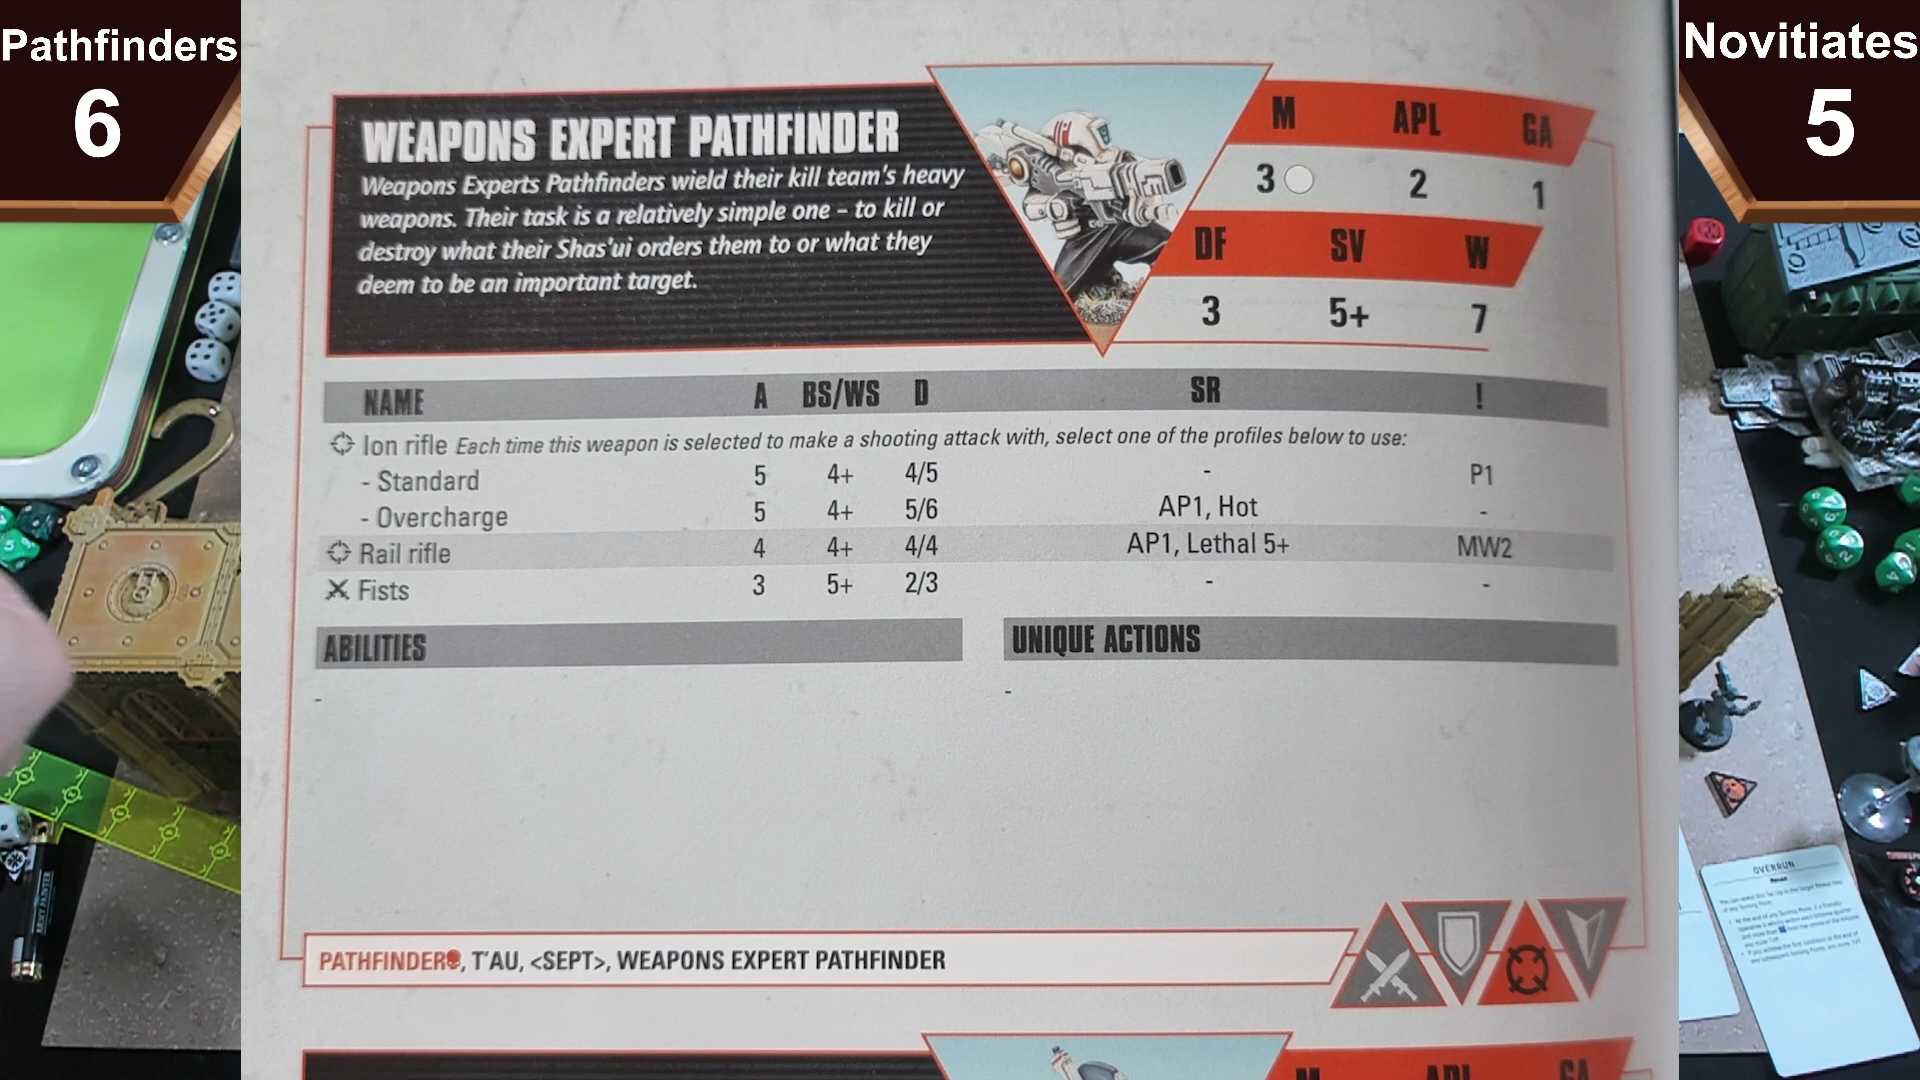 Pathfinders
6
Novitiates
5
WEAPONS EXPERT PATHFINDER
Weapons Experts Pathfinders wield their kill team's heavy
weapons. Their task is a relatively simple one – to kill or
destroy what their Shas'ui orders them to or what they
deem to be an important target.
M APL GA
3 2 1
DF SV W
3 5+ 7
NAME A BS/WS D SR !
Ion rifle Each time this weapon is selected to make a shooting attack with, select one of the profiles below to use:
- Standard 5 4+ 4/5 - P1
- Overcharge 5 4+ 5/6 AP1, Hot -
Rail rifle 4 4+ 4/4 AP1, Lethal 5+ MW2
Fists 3 5+ 2/3 - -
ABILITIES
-
UNIQUE ACTIONS
-
PATHFINDER, T'AU, <SEPT>, WEAPONS EXPERT PATHFINDER
M APL GA
OVERRUN
ARMY PAINTER